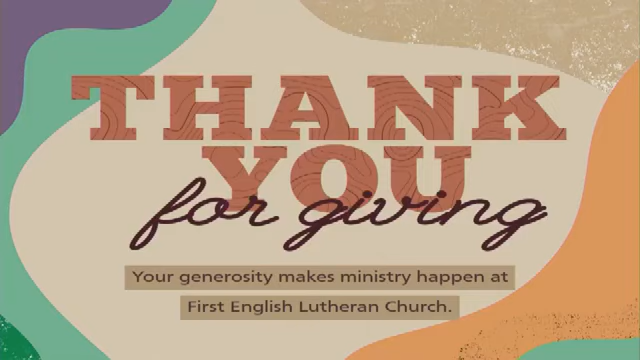 THANK
YOU
for giving
Your generosity makes ministry happen at
First English Lutheran Church.